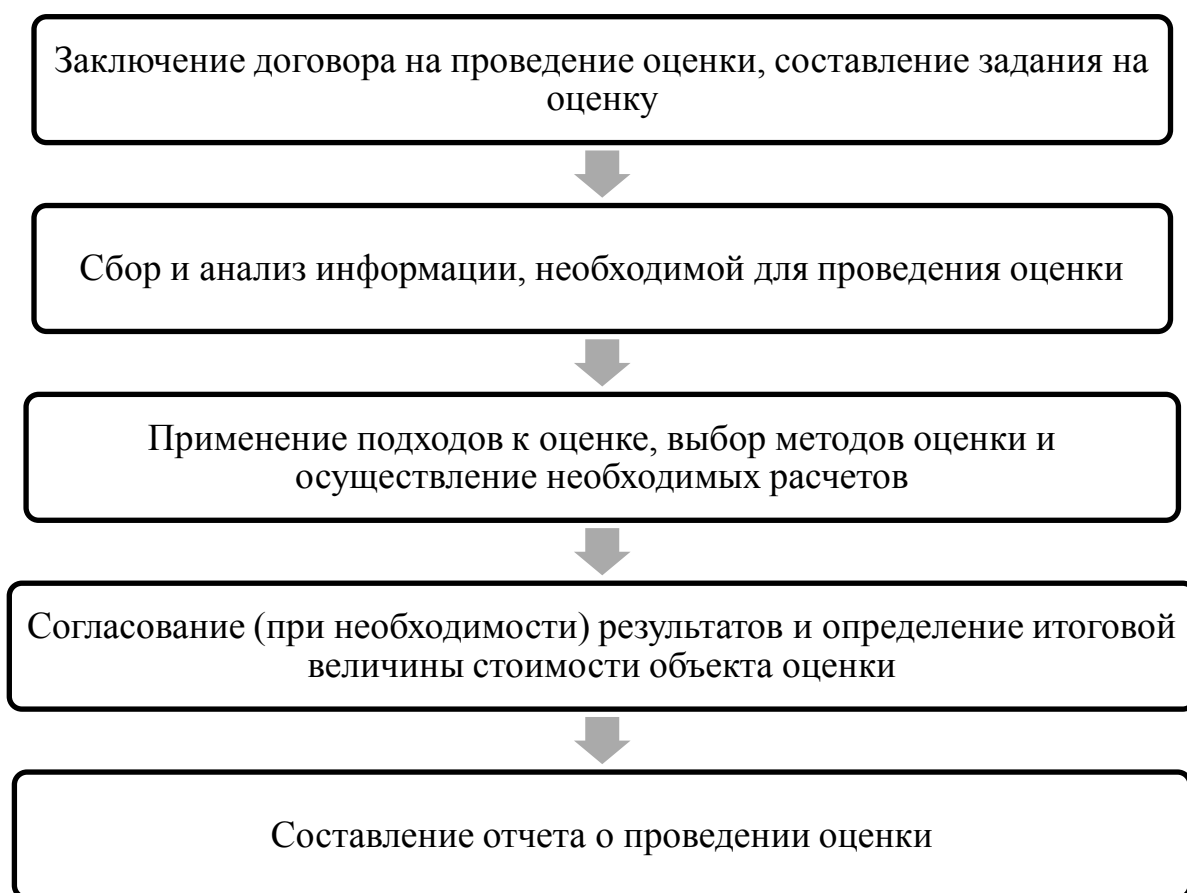 Заключение договора на проведение оценки, составление задания на
оценку
Сбор и анализ информации, необходимой для проведения оценки
Применение подходов к оценке, выбор методов оценки и
осуществление необходимых расчетов
Согласование (при необходимости) результатов и определение итоговой
величины стоимости объекта оценки
Составление отчета о проведении оценки